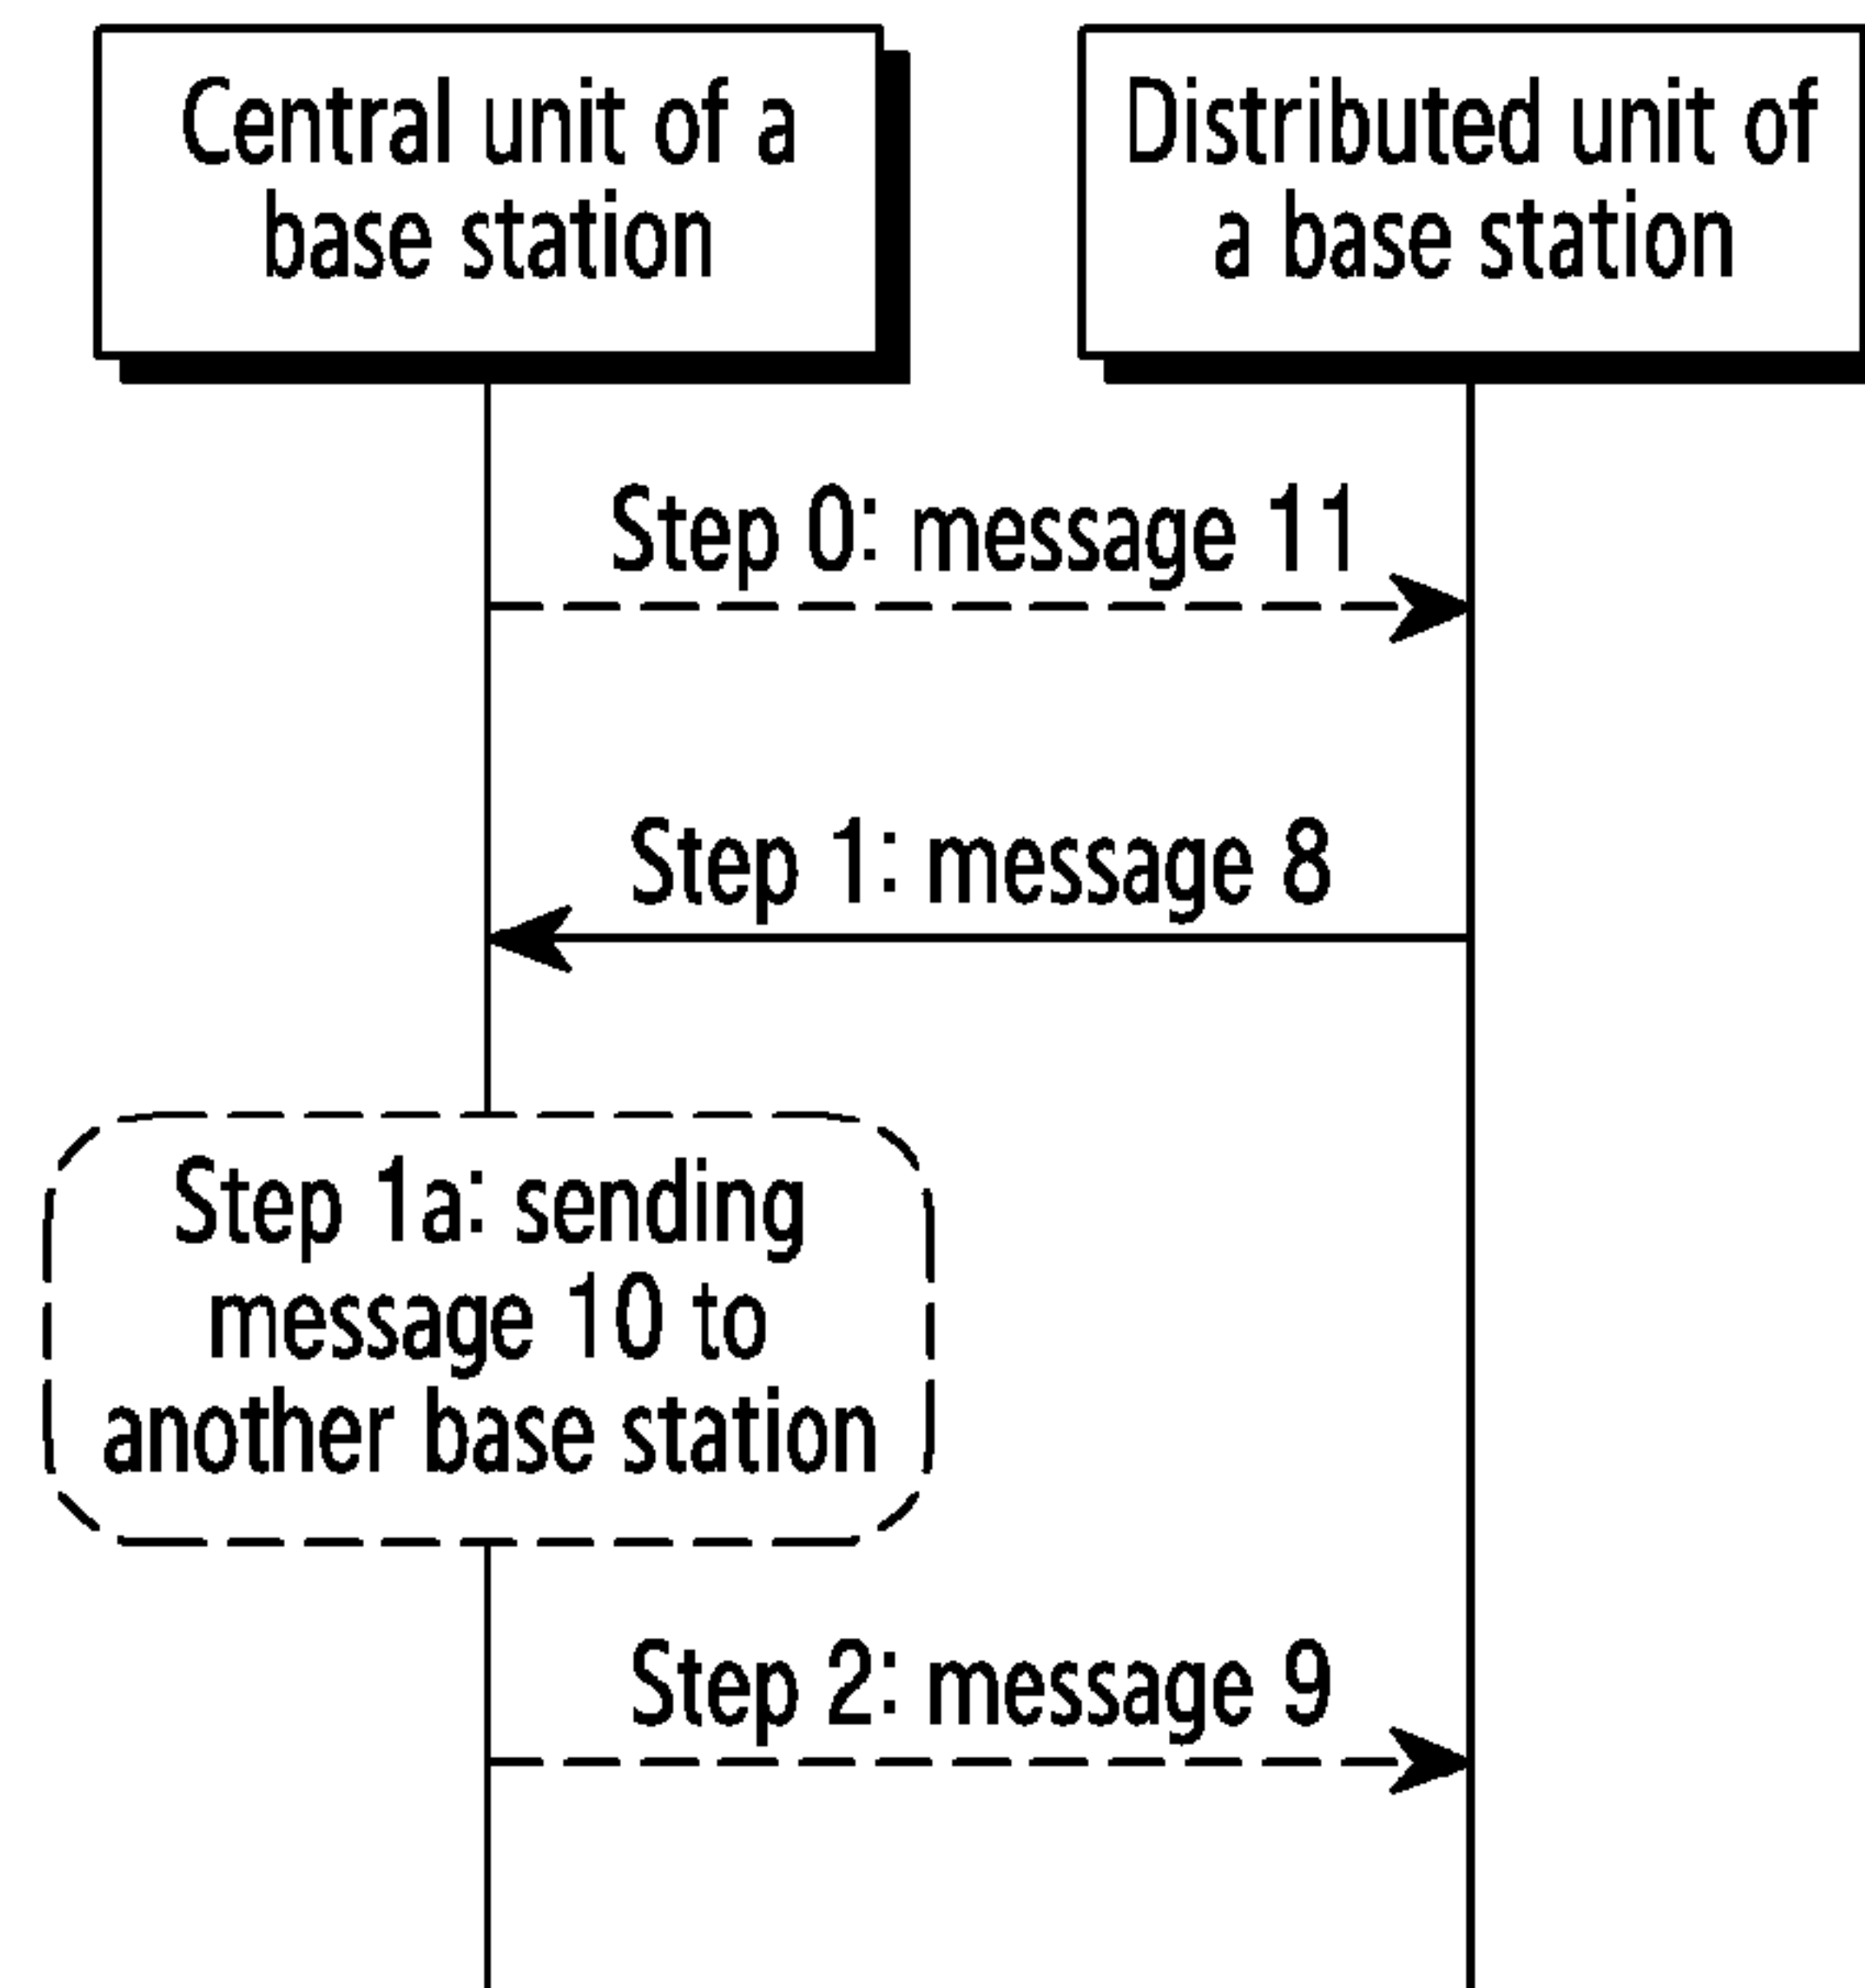 Central unit of a
base station
Distributed unit of
a base station
Step 0: message 11
Step 1: message 8
Step 1a: sending
message 10 to
another base station
Step 2: message 9